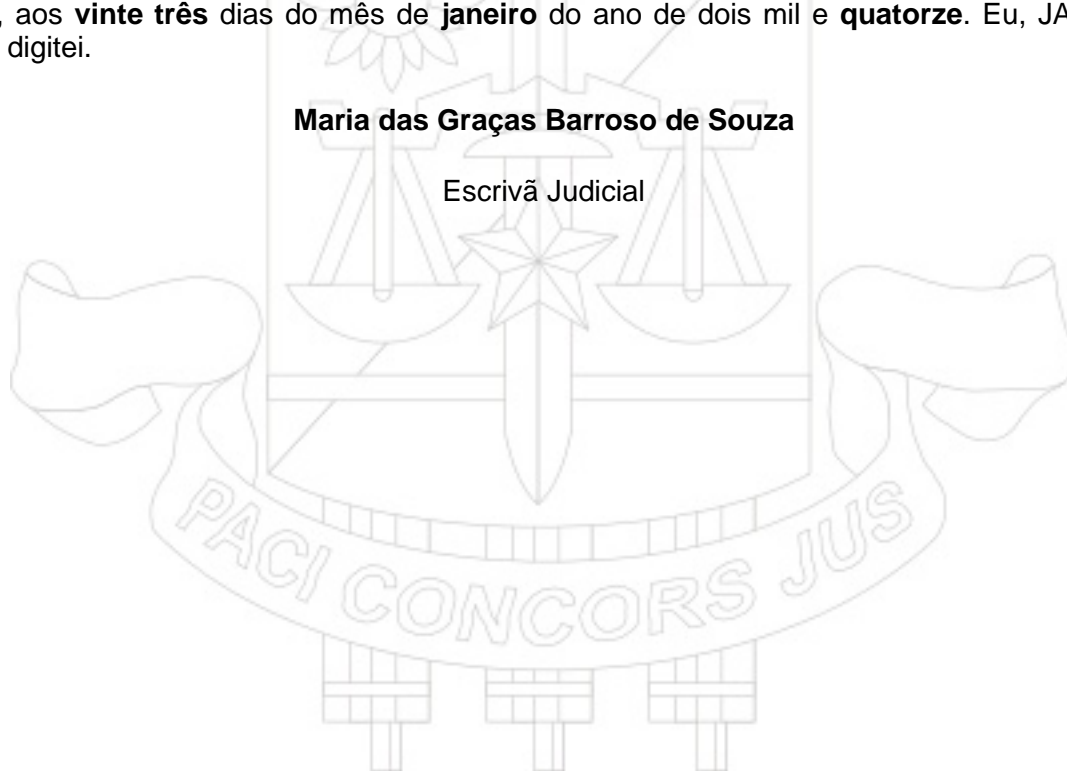 , aos vinte três dias do mês de janeiro do ano de dois mil e quatorze. Eu, JA
digitei.
Maria das Graças Barroso de Souza
Escrivã Judicial
PACI CONCORS JUS